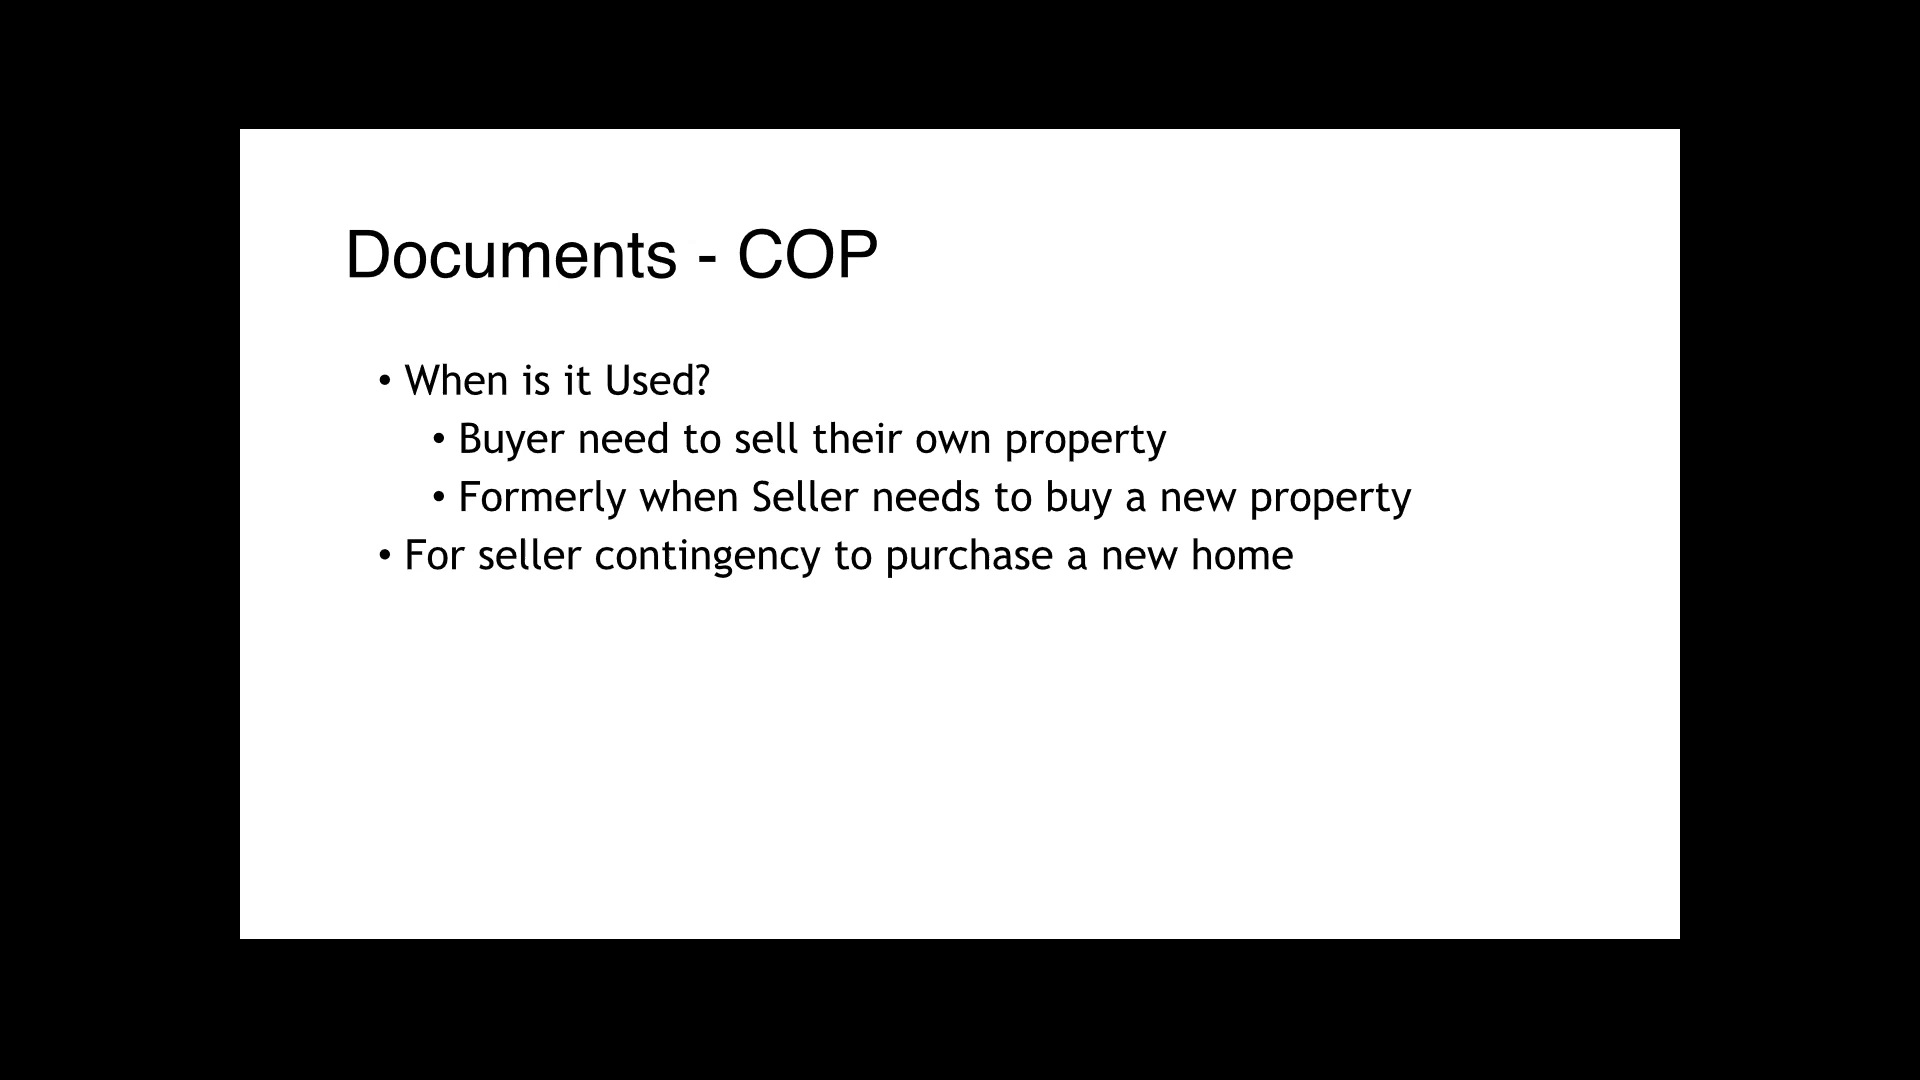 Documents - COP
• When is it Used?
• Buyer need to sell their own property
• Formerly when Seller needs to buy a new property
• For seller contingency to purchase a new home